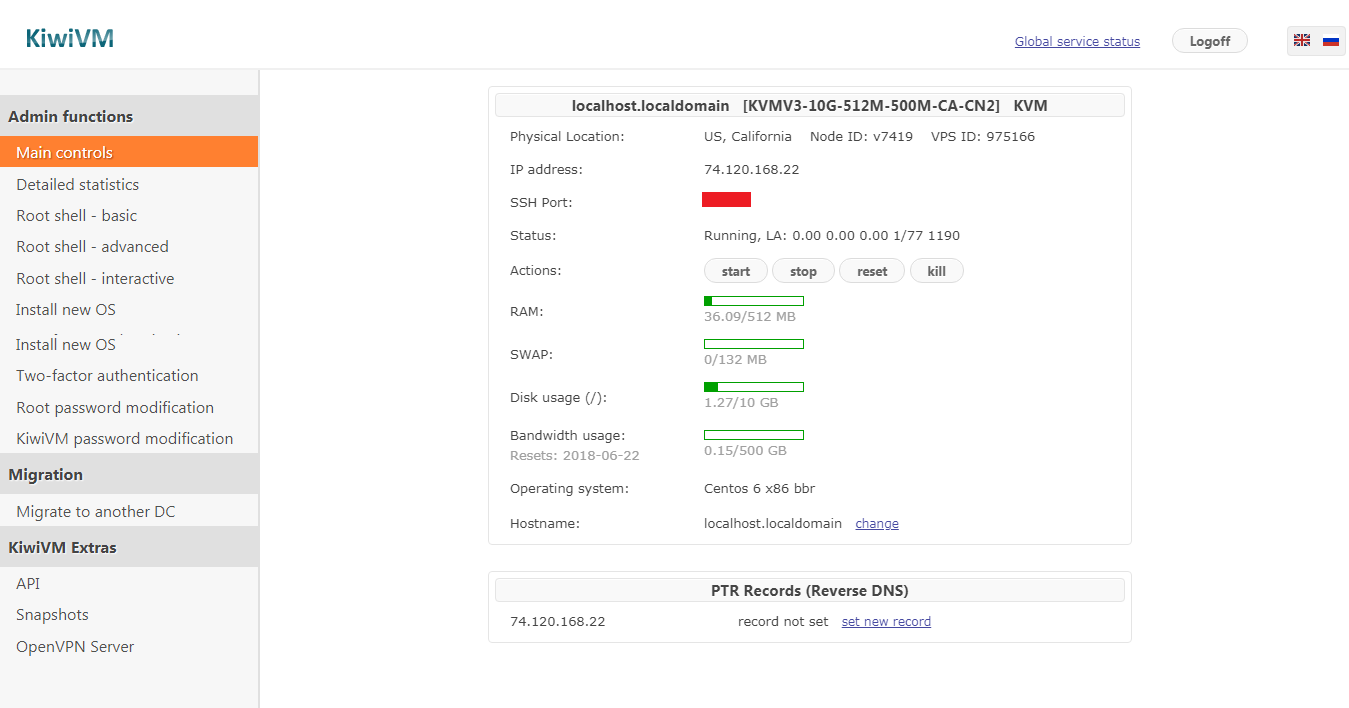 KiwiVM
Global service status
Logoff
Admin functions
Main controls
Detailed statistics
Root shell - basic
Root shell - advanced
Root shell - interactive
Install new OS
Install new OS
Two-factor authentication
Root password modification
KiwiVM password modification
Migration
Migrate to another DC
KiwiVM Extras
API
Snapshots
OpenVPN Server
localhost.localdomain [KVMV3-10G-512M-500M-CA-CN2] KVM
Physical Location: US, California Node ID: v7419 VPS ID: 975166
IP address: 74.120.168.22
SSH Port:
Status: Running, LA: 0.00 0.00 0.00 1/77 1190
Actions: start stop reset kill
RAM: 36.09/512 MB
SWAP: 0/132 MB
Disk usage (/): 1.27/10 GB
Bandwidth usage:
Resets: 2018-06-22 0.15/500 GB
Operating system: Centos 6 x86 bbr
Hostname: localhost.localdomain change
PTR Records (Reverse DNS)
74.120.168.22 record not set set new record